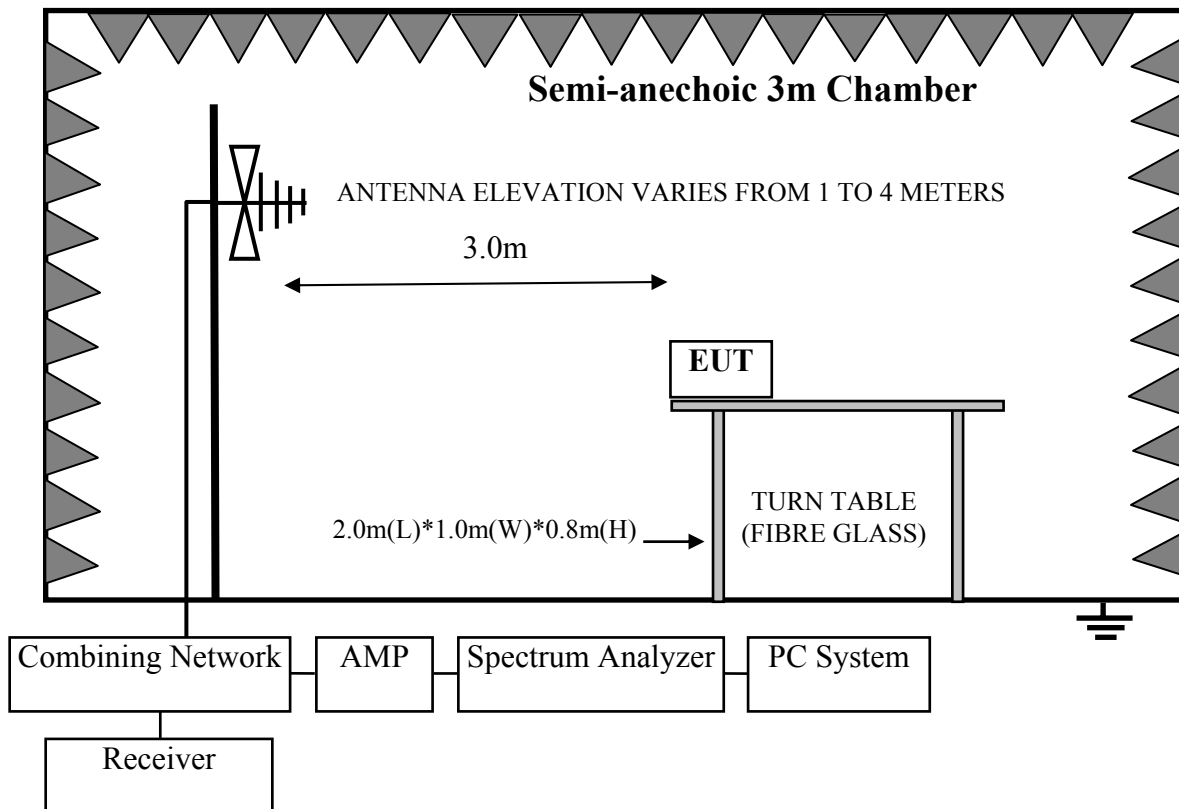 Semi-anechoic 3m Chamber
ANTENNA ELEVATION VARIES FROM 1 TO 4 METERS
3.0m
EUT
2.0m(L)*1.0m(W)*0.8m(H)
TURN TABLE
(FIBRE GLASS)
Combining Network
AMP
Spectrum Analyzer
PC System
Receiver